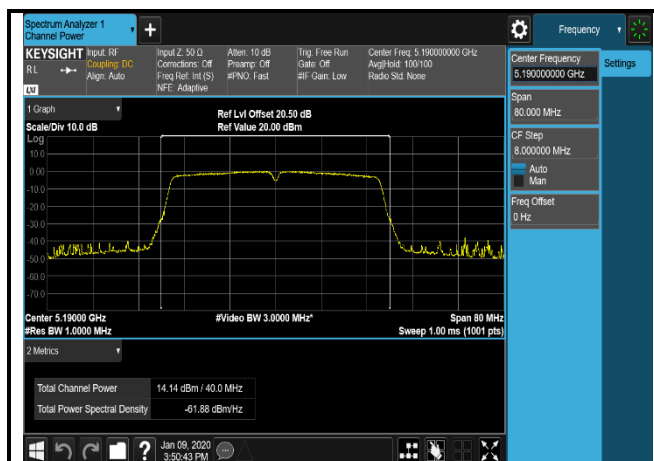 Spectrum Analyzer 1
Channel Power
+
Frequency
KEYSIGHT
RL
LXI
Input: RF
Coupling: DC
Align: Auto
Input Z: 50 Ω
Corrections: Off
Freq Ref: Int (S)
NFE: Adaptive
Atten: 10 dB
Preamp: Off
#PNO: Fast
Trig: Free Run
Gate: Off
#IF Gain: Low
Center Freq: 5.190000000 GHz
Avg|Hold: 100/100
Radio Std: None
Center Frequency
5.190000000 GHz
Settings
Span
80.000 MHz
CF Step
8.000000 MHz
Auto
Man
Freq Offset
0 Hz
1 Graph
Scale/Div 10.0 dB
Ref Lvl Offset 20.50 dB
Ref Value 20.00 dBm
Log
10.0
0.00
-10.0
-20.0
-30.0
-40.0
-50.0
-60.0
-70.0
Center 5.19000 GHz
#Video BW 3.0000 MHz*
Span 80 MHz
#Res BW 1.0000 MHz
Sweep 1.00 ms (1001 pts)
2 Metrics
Total Channel Power 14.14 dBm / 40.0 MHz
Total Power Spectral Density -61.88 dBm/Hz
?
Jan 09, 2020
3:50:43 PM